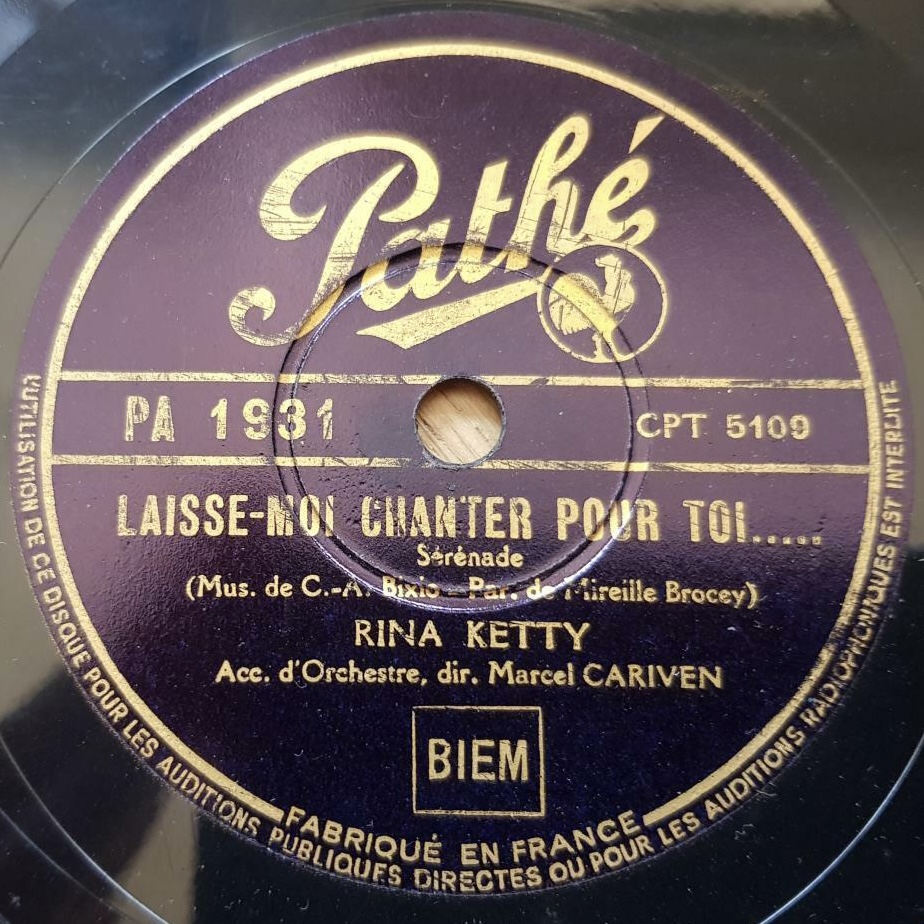 Pathé
PA 1931
CPT 5109
LAISSE-MOI CHANTER POUR TOI.....
Sérénade
(Mus. de C.-A. Bixio - Par. de Mireille Brocey)
RINA KETTY
Acc. d'Orchestre, dir. Marcel CARIVEN
BIEM
FABRIQUÉ EN FRANCE
L'UTILISATION DE CE DISQUE POUR LES AUDITIONS PUBLIQUES DIRECTES OU POUR LES AUDITIONS RADIOPHONIQUES EST INTERDITE